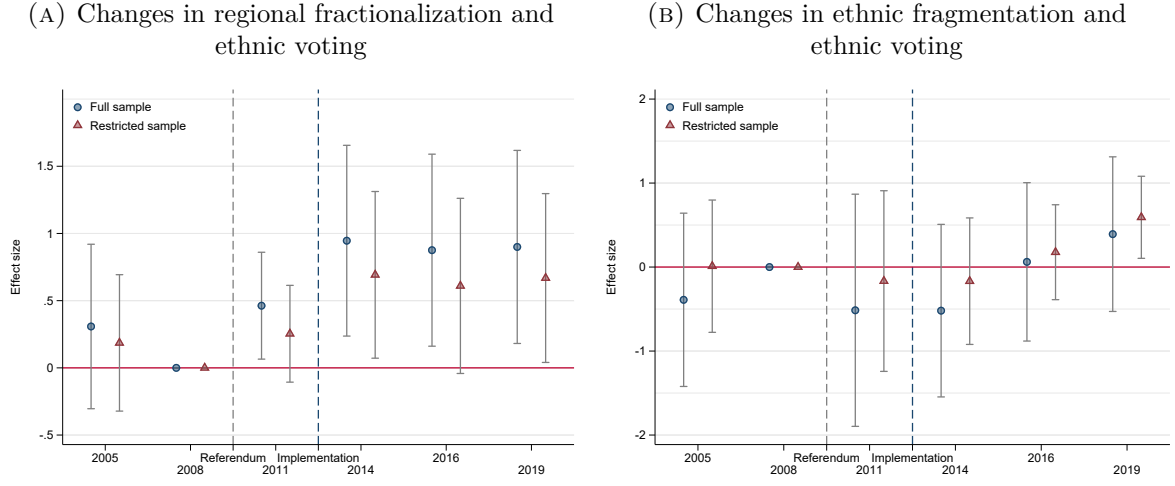 (A) Changes in regional fractionalization and
ethnic voting
Full sample
Restricted sample
1.5
1
.5
0
-.5
Effect size
2005
2008
Referendum
2011
Implementation
2014
2016
2019
(B) Changes in ethnic fragmentation and
ethnic voting
Full sample
Restricted sample
2
1
0
-1
-2
Effect size
2005
2008
Referendum
2011
Implementation
2014
2016
2019